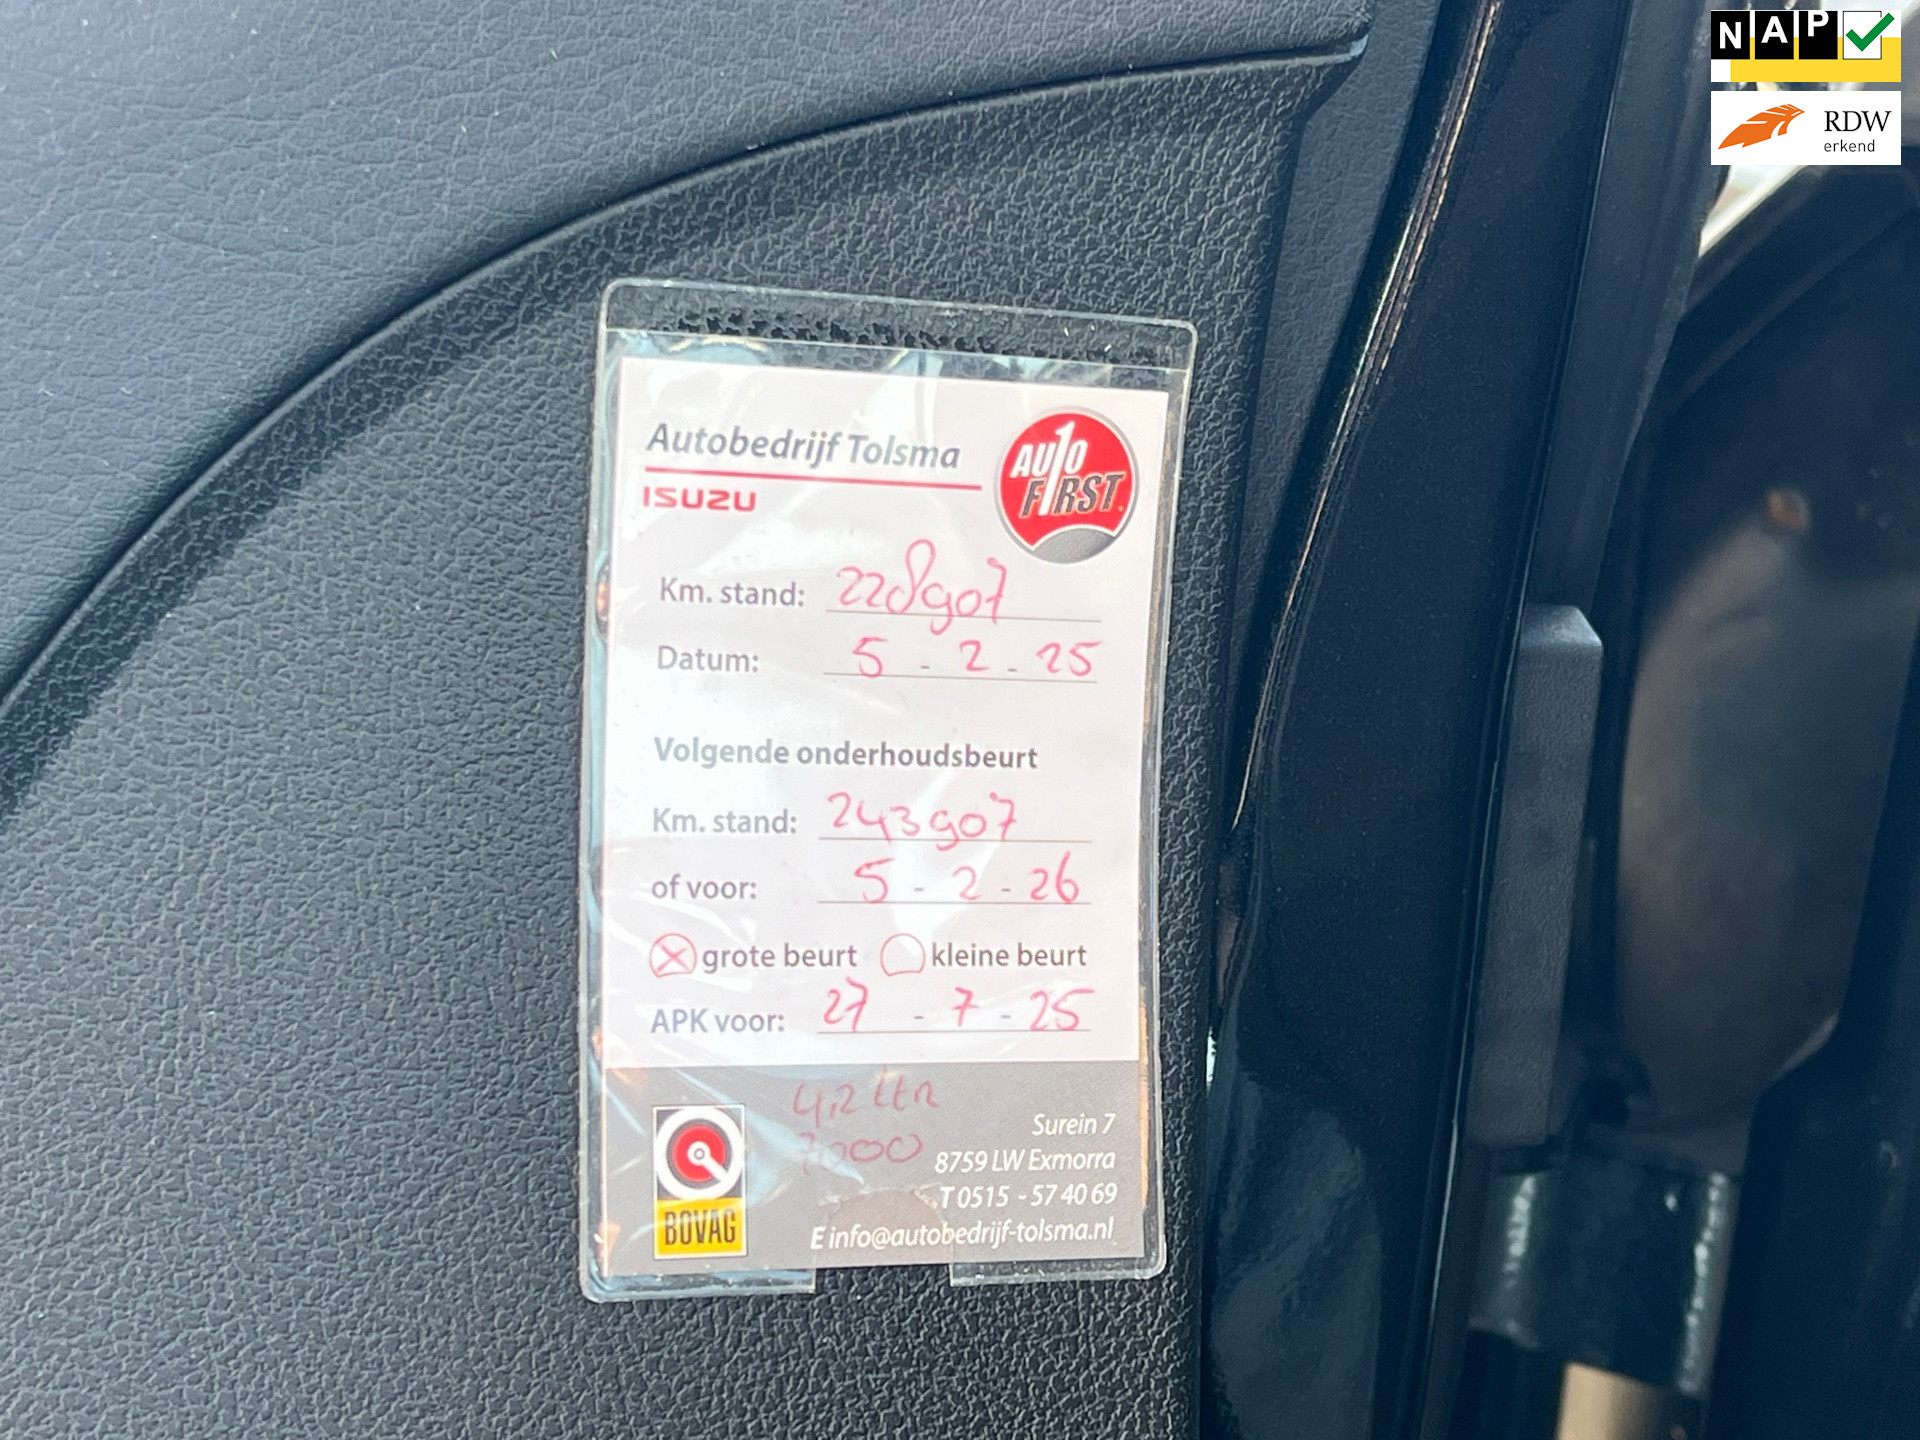 NAP
RDW
erkend
Autobedrijf Tolsma
ISUZU
AUTO
FIRST
Km. stand: 228907
Datum: 5 - 2 - 25
Volgende onderhoudsbeurt
Km. stand: 243907
of voor: 5 - 2 - 26
grote beurt kleine beurt
APK voor: 27 - 7 - 25
4,2 ltr
7000
Surein 7
8759 LW Exmorra
T 0515 - 57 40 69
E info@autobedrijf-tolsma.nl
BOVAG